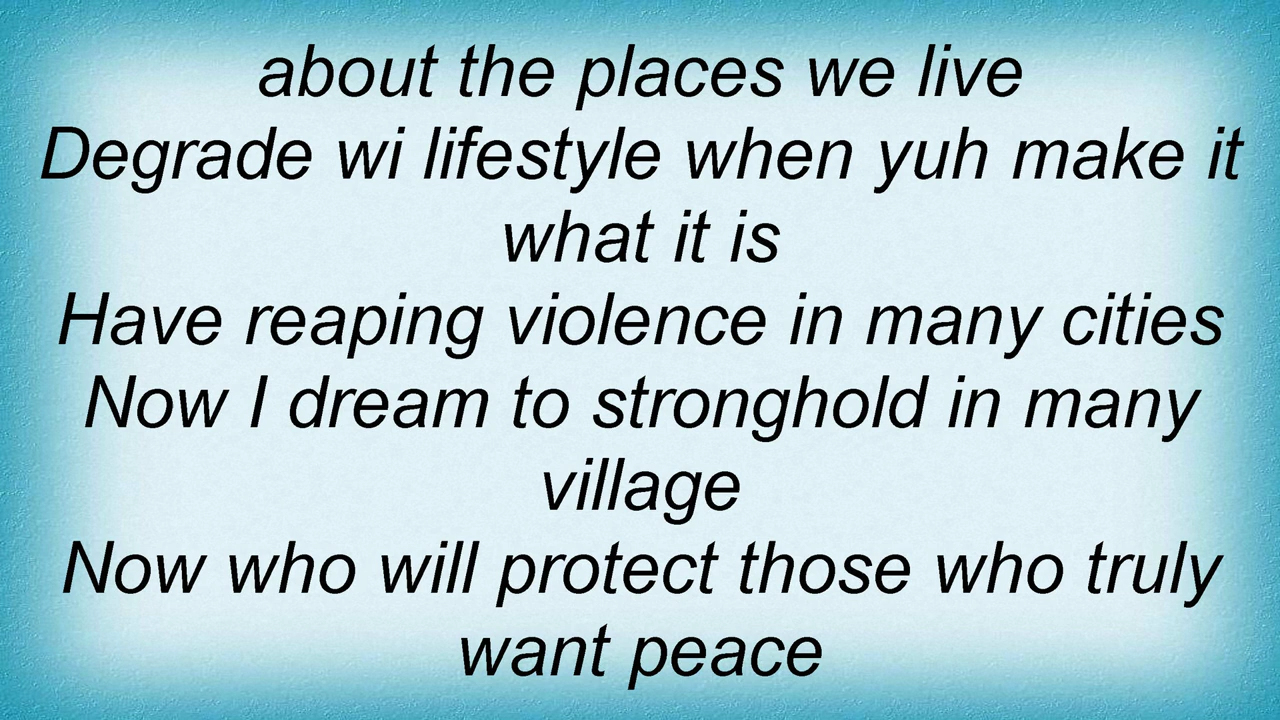 about the places we live
Degrade wi lifestyle when yuh make it
what it is
Have reaping violence in many cities
Now I dream to stronghold in many
village
Now who will protect those who truly
want peace